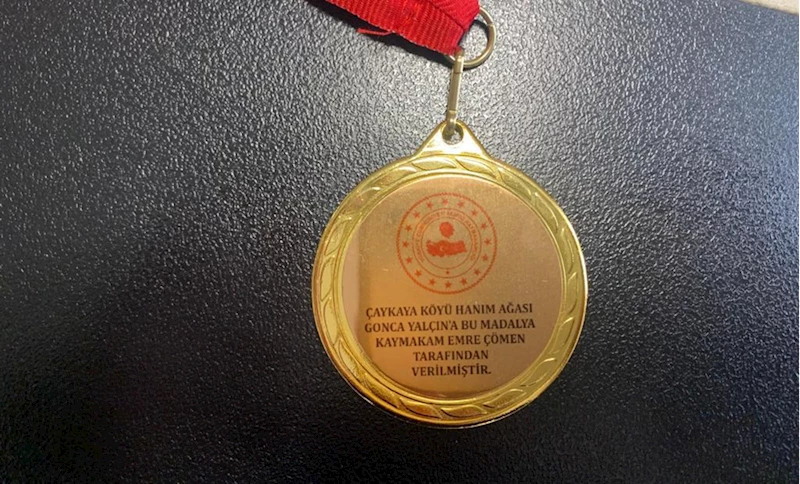 ÇAYKAYA KÖYÜ HANIM AĞASI
GONCA YALÇIN'A BU MADALYA
KAYMAKAM EMRE ÇÖMEN
TARAFINDAN
VERİLMİŞTİR.